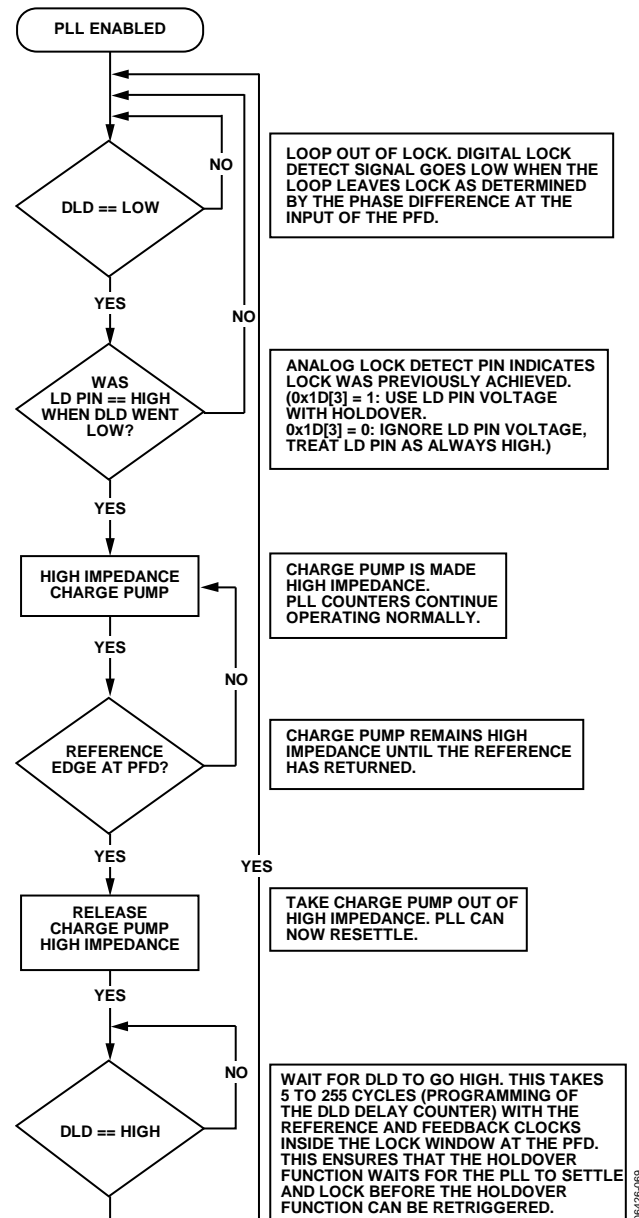 PLL ENABLED
NO
DLD == LOW
LOOP OUT OF LOCK. DIGITAL LOCK
DETECT SIGNAL GOES LOW WHEN THE
LOOP LEAVES LOCK AS DETERMINED
BY THE PHASE DIFFERENCE AT THE
INPUT OF THE PFD.
YES
NO
WAS
LD PIN == HIGH
WHEN DLD WENT
LOW?
ANALOG LOCK DETECT PIN INDICATES
LOCK WAS PREVIOUSLY ACHIEVED.
(0x1D[3] = 1: USE LD PIN VOLTAGE
WITH HOLDOVER.
0x1D[3] = 0: IGNORE LD PIN VOLTAGE,
TREAT LD PIN AS ALWAYS HIGH.)
YES
HIGH IMPEDANCE
CHARGE PUMP
CHARGE PUMP IS MADE
HIGH IMPEDANCE.
PLL COUNTERS CONTINUE
OPERATING NORMALLY.
YES
NO
REFERENCE
EDGE AT PFD?
CHARGE PUMP REMAINS HIGH
IMPEDANCE UNTIL THE REFERENCE
HAS RETURNED.
YES
YES
RELEASE
CHARGE PUMP
HIGH IMPEDANCE
TAKE CHARGE PUMP OUT OF
HIGH IMPEDANCE. PLL CAN
NOW RESETTLE.
YES
NO
DLD == HIGH
WAIT FOR DLD TO GO HIGH. THIS TAKES
5 TO 255 CYCLES (PROGRAMMING OF
THE DLD DELAY COUNTER) WITH THE
REFERENCE AND FEEDBACK CLOCKS
INSIDE THE LOCK WINDOW AT THE PFD.
THIS ENSURES THAT THE HOLDOVER
FUNCTION WAITS FOR THE PLL TO SETTLE
AND LOCK BEFORE THE HOLDOVER
FUNCTION CAN BE RETRIGGERED.
06426-069